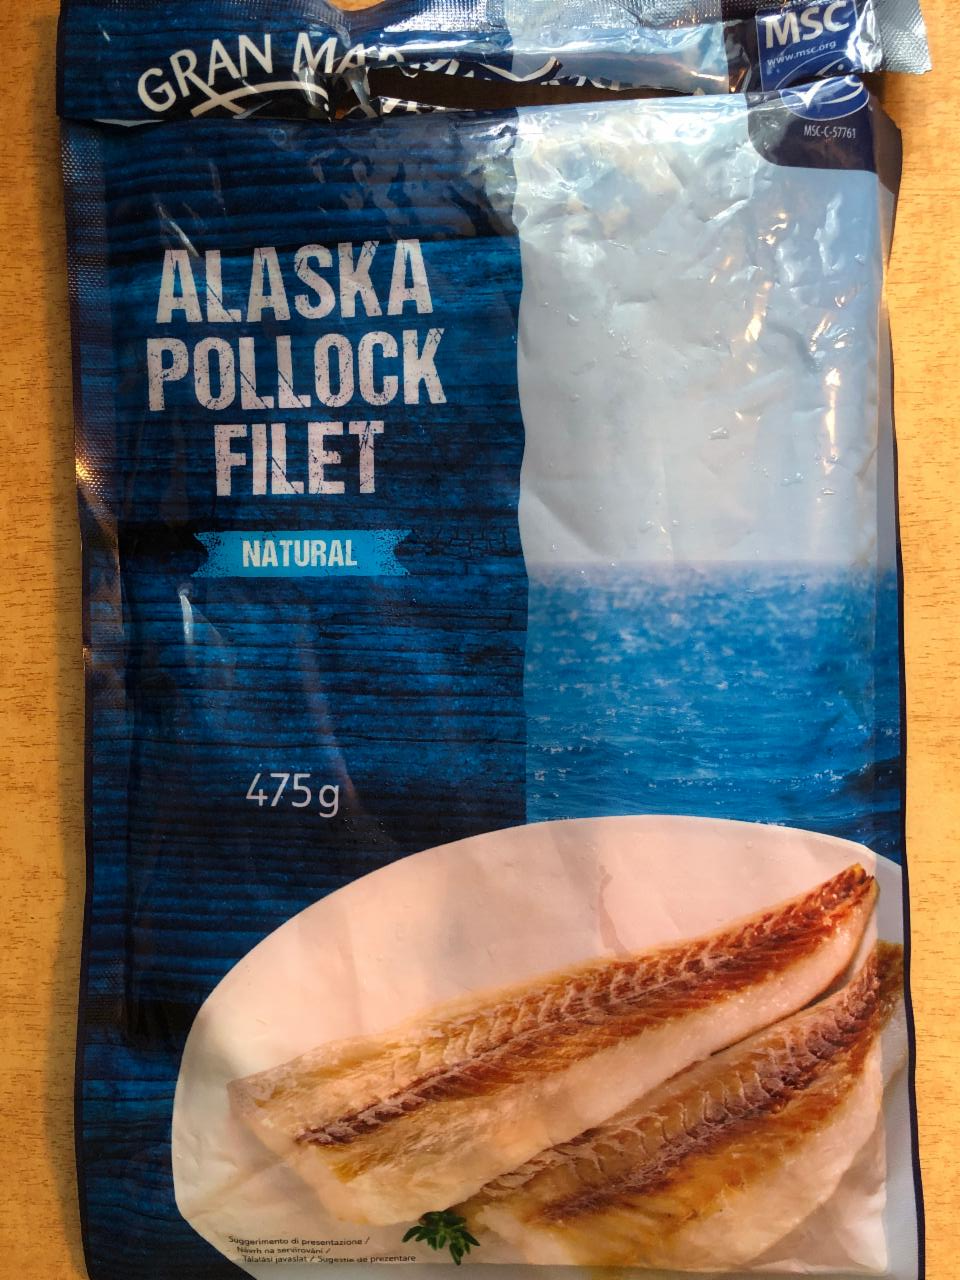 GRAN MAR
MSC
www.msc.org
MSC-C-57761
ALASKA
POLLOCK
FILET
NATURAL
475g
Suggerimento di presentazione /
Návrh na servírování /
Tálalási javaslat / Sugestie de prezentare